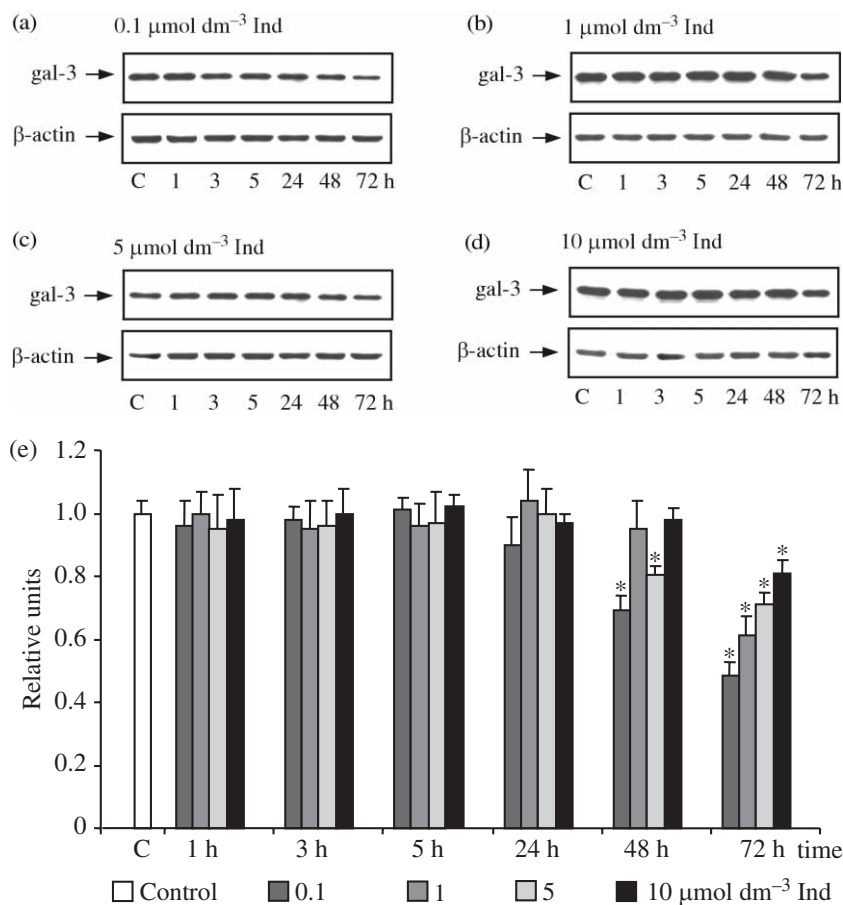 (a) 0.1 μmol dm⁻³ Ind
gal-3
β-actin
C 1 3 5 24 48 72 h
(b) 1 μmol dm⁻³ Ind
gal-3
β-actin
C 1 3 5 24 48 72 h
(c) 5 μmol dm⁻³ Ind
gal-3
β-actin
C 1 3 5 24 48 72 h
(d) 10 μmol dm⁻³ Ind
gal-3
β-actin
C 1 3 5 24 48 72 h
(e)
Relative units
1.2
1.0
0.8
0.6
0.4
0.2
0
* *
* * * *
C 1 h 3 h 5 h 24 h 48 h 72 h time
Control 0.1 1 5 10 μmol dm⁻³ Ind